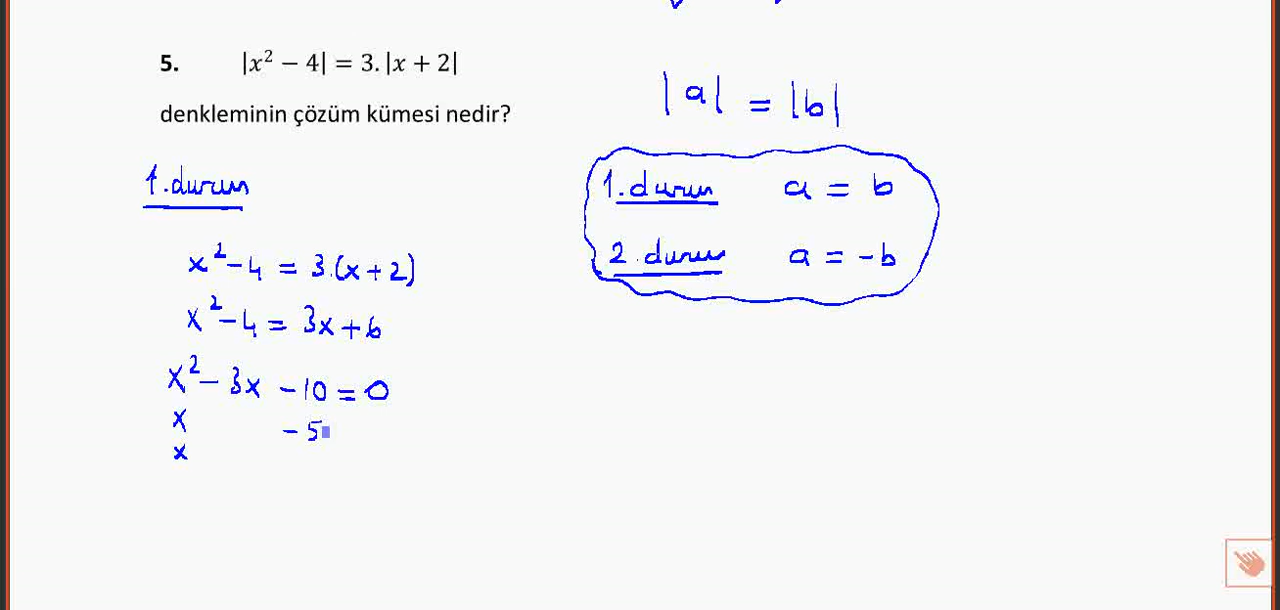 5. |x² − 4| = 3.|x + 2|
denkleminin çözüm kümesi nedir?
|a| = |b|
1.durum a = b
2.durum a = -b
1.durum
x²-4 = 3.(x+2)
x²-4 = 3x+6
x²-3x-10=0
x -5
x